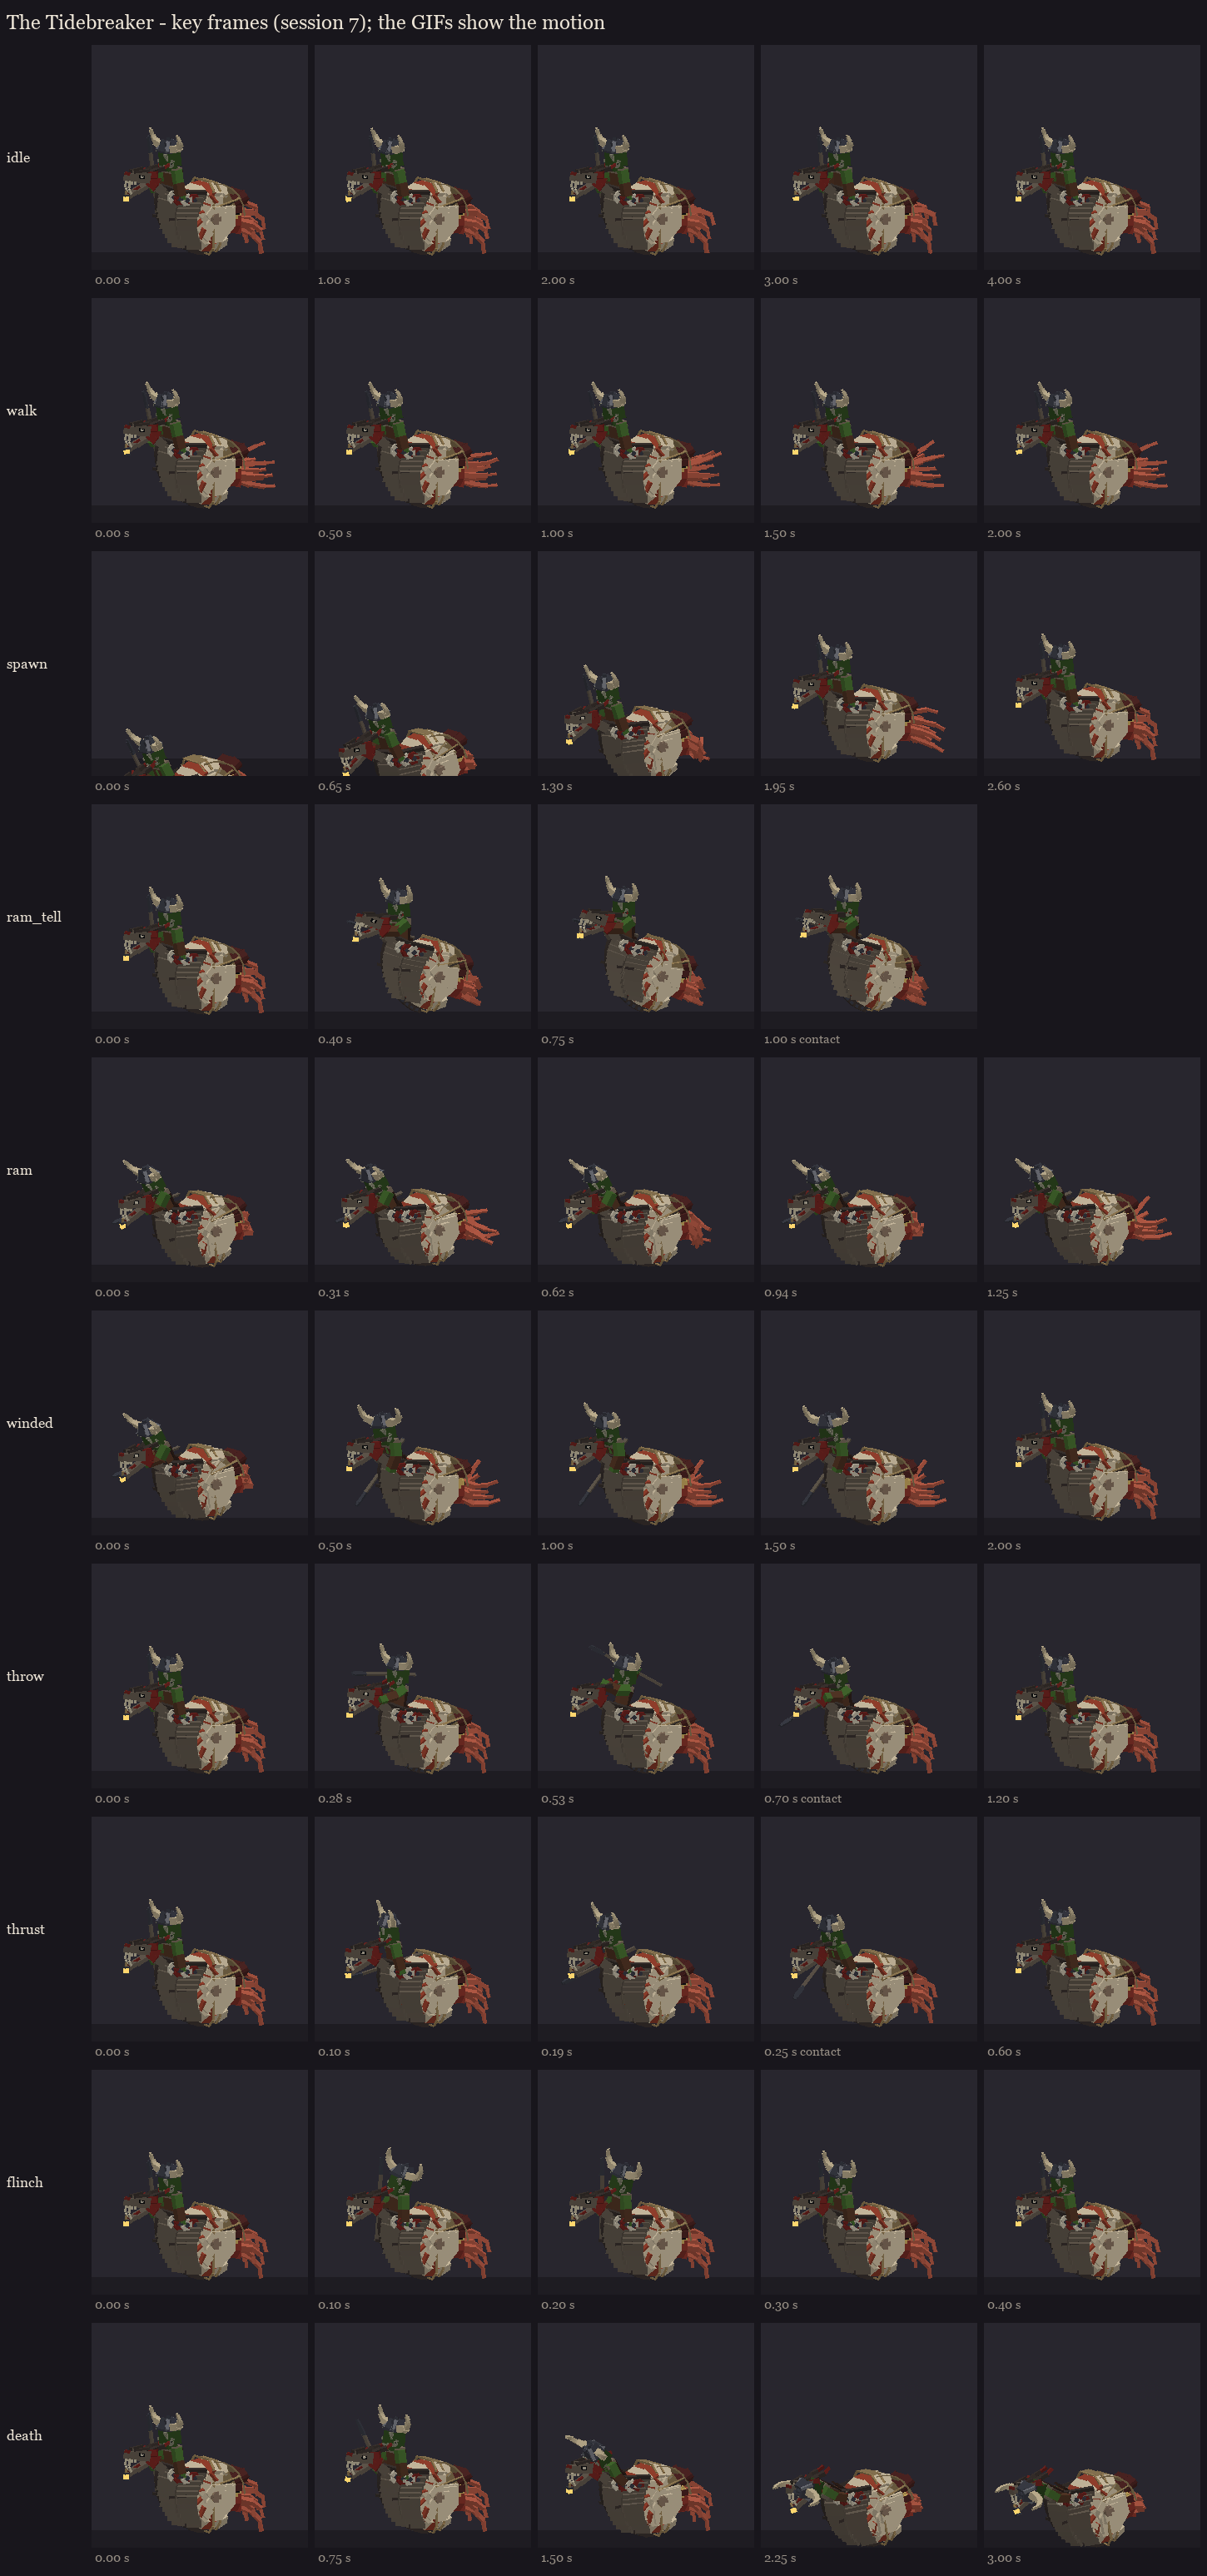 The Tidebreaker - key frames (session 7); the GIFs show the motion
idle
0.00 s 1.00 s 2.00 s 3.00 s 4.00 s
walk
0.00 s 0.50 s 1.00 s 1.50 s 2.00 s
spawn
0.00 s 0.65 s 1.30 s 1.95 s 2.60 s
ram_tell
0.00 s 0.40 s 0.75 s 1.00 s contact
ram
0.00 s 0.31 s 0.62 s 0.94 s 1.25 s
winded
0.00 s 0.50 s 1.00 s 1.50 s 2.00 s
throw
0.00 s 0.28 s 0.53 s 0.70 s contact 1.20 s
thrust
0.00 s 0.10 s 0.19 s 0.25 s contact 0.60 s
flinch
0.00 s 0.10 s 0.20 s 0.30 s 0.40 s
death
0.00 s 0.75 s 1.50 s 2.25 s 3.00 s